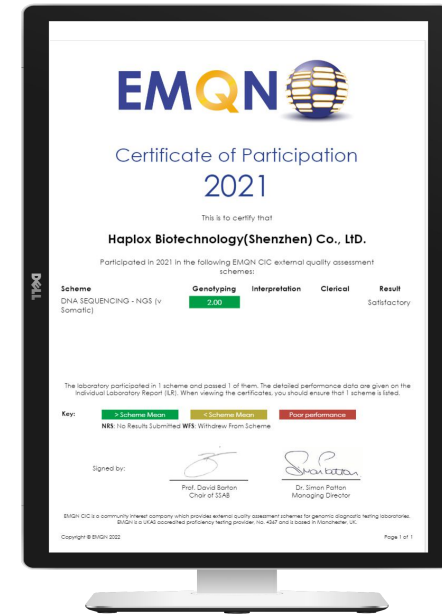 EMQN
Certificate of Participation
2021
This is to certify that
Haplox Biotechnology(Shenzhen) Co., LtD.
Participated in 2021 in the following EMQN CIC external quality assessment
schemes:
Scheme Genotyping Interpretation Clerical Result
DNA SEQUENCING - NGS (v 2.00 Satisfactory
Somatic)
The laboratory participated in 1 scheme and passed 1 of them. The detailed performance data are given on the
Individual Laboratory Report (ILR). When viewing the certificates, you should ensure that 1 scheme is listed.
Key: > Scheme Mean < Scheme Mean Poor performance
NRS: No Results Submitted WFS: Withdrew From Scheme
Signed by:
Prof. David Barton Dr. Simon Patton
Chair of SSAB Managing Director
EMQN CIC is a community interest company which provides external quality assessment schemes for genomic diagnostic testing laboratories.
EMQN is a UKAS accredited proficiency testing provider, No. 4367 and is based in Manchester, UK.
Copyright © EMQN 2022 Page 1 of 1
DELL